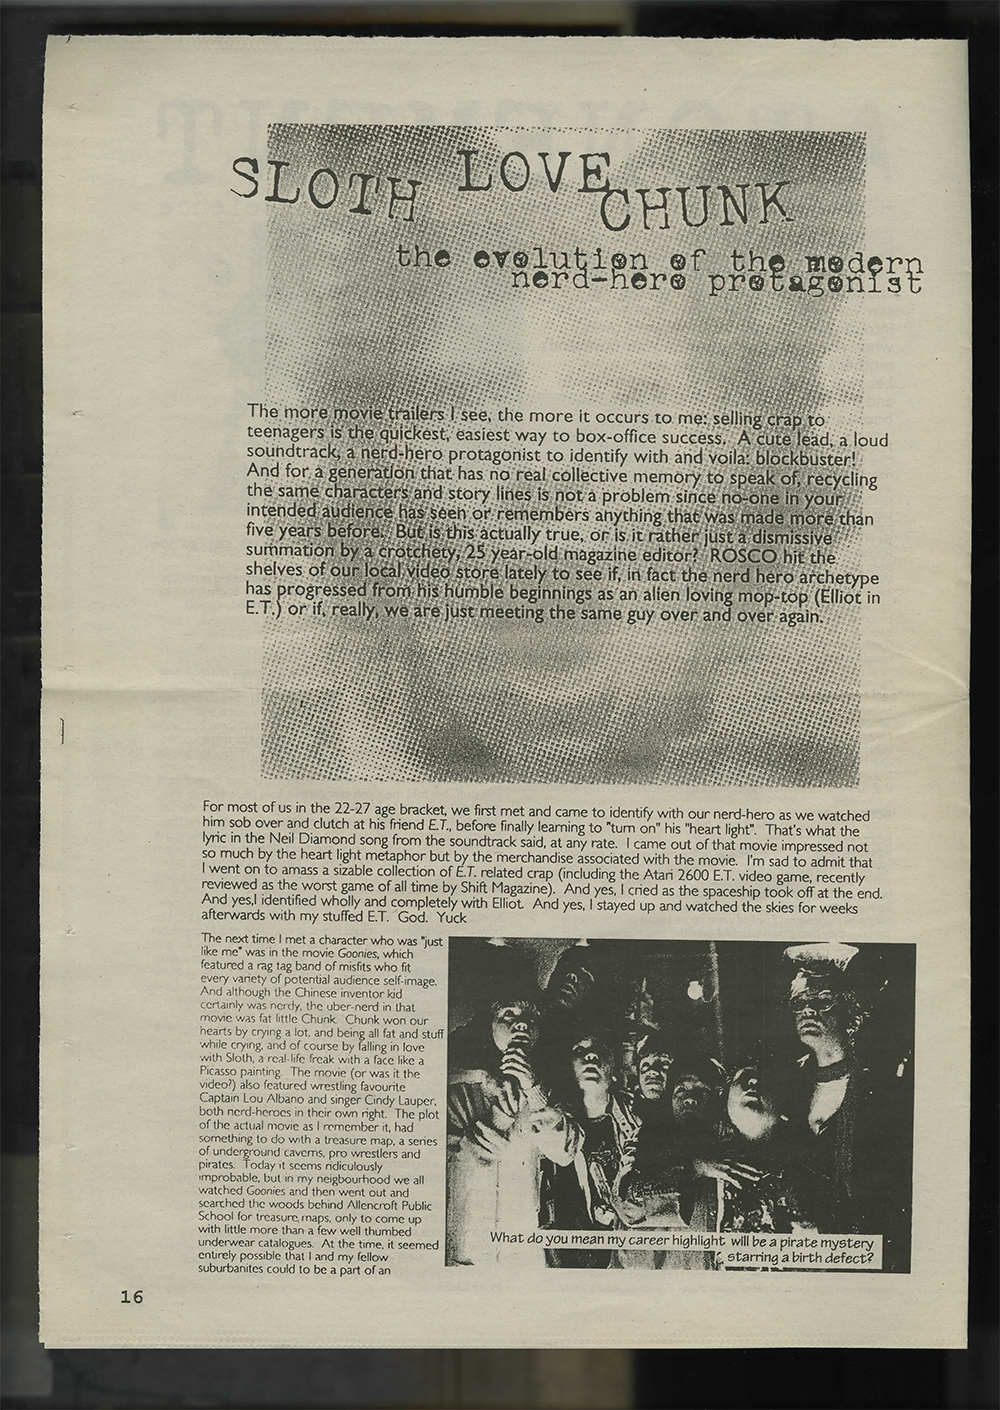 SLOTH LOVE CHUNK
the evolution of the modern
nerd-hero protagonist
The more movie trailers I see, the more it occurs to me: selling crap to
teenagers is the quickest, easiest way to box-office success. A cute lead, a loud
soundtrack, a nerd-hero protagonist to identify with and voila: blockbuster!
And for a generation that has no real collective memory to speak of, recycling
the same characters and story lines is not a problem since no-one in your
intended audience has seen or remembers anything that was made more than
five years before. But is this actually true, or is it rather just a dismissive
summation by a crotchety, 25 year-old magazine editor? ROSCO hit the
shelves of our local video store lately to see if, in fact the nerd hero archetype
has progressed from his humble beginnings as an alien loving mop-top (Elliot in
E.T.) or if, really, we are just meeting the same guy over and over again.
For most of us in the 22-27 age bracket, we first met and came to identify with our nerd-hero as we watched
him sob over and clutch at his friend E.T., before finally learning to "turn on" his "heart light". That's what the
lyric in the Neil Diamond song from the soundtrack said, at any rate. I came out of that movie impressed not
so much by the heart light metaphor but by the merchandise associated with the movie. I'm sad to admit that
I went on to amass a sizable collection of E.T. related crap (including the Atari 2600 E.T. video game, recently
reviewed as the worst game of all time by Shift Magazine). And yes, I cried as the spaceship took off at the end.
And yes,I identified wholly and completely with Elliot. And yes, I stayed up and watched the skies for weeks
afterwards with my stuffed E.T. God. Yuck
The next time I met a character who was "just
like me" was in the movie Goonies, which
featured a rag tag band of misfits who fit
every variety of potential audience self-image.
And although the Chinese inventor kid
certainly was nerdy, the uber-nerd in that
movie was fat little Chunk. Chunk won our
hearts by crying a lot, and being all fat and stuff
while crying, and of course by falling in love
with Sloth, a real-life freak with a face like a
Picasso painting. The movie (or was it the
video?) also featured wrestling favourite
Captain Lou Albano and singer Cindy Lauper,
both nerd-heroes in their own right. The plot
of the actual movie as I remember it, had
something to do with a treasure map, a series
of underground caverns, pro wrestlers and
pirates. Today it seems ridiculously
improbable, but in my neigbourhood we all
watched Goonies and then went out and
searched the woods behind Allencroft Public
School for treasure maps, only to come up
with little more than a few well thumbed
underwear catalogues. At the time, it seemed
entirely possible that I and my fellow
suburbanites could to be a part of an
What do you mean my career highlight will be a pirate mystery
starring a birth defect?
16